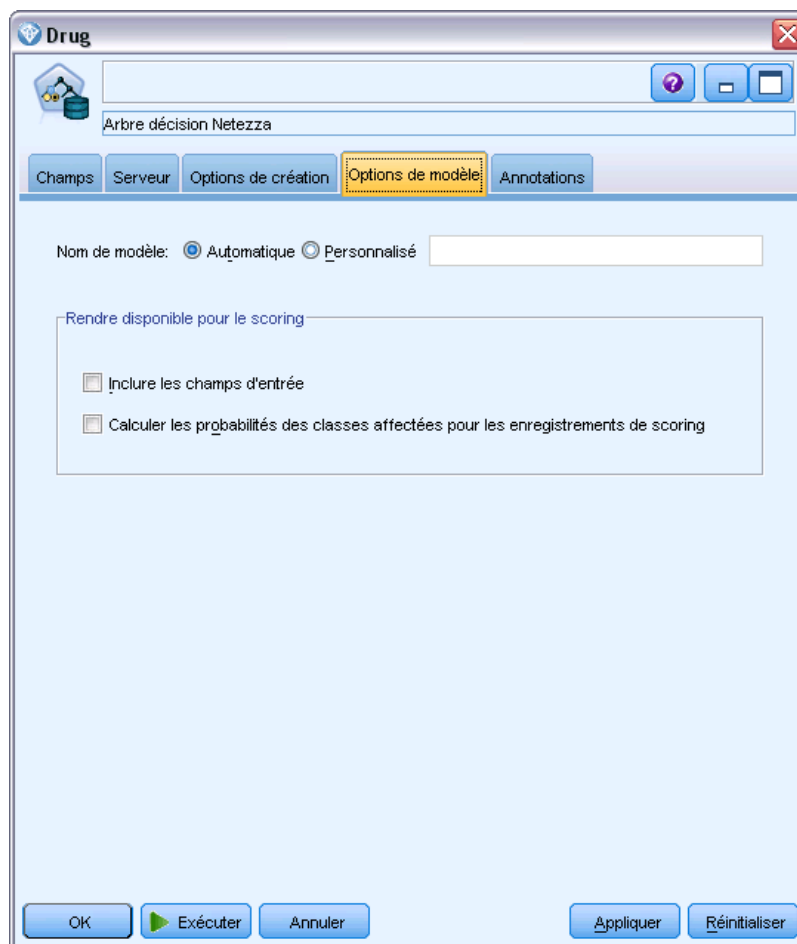 Drug
Arbre décision Netezza
Champs Serveur Options de création Options de modèle Annotations
Nom de modèle: Automatique Personnalisé
Rendre disponible pour le scoring
Inclure les champs d'entrée
Calculer les probabilités des classes affectées pour les enregistrements de scoring
OK Exécuter Annuler Appliquer Réinitialiser